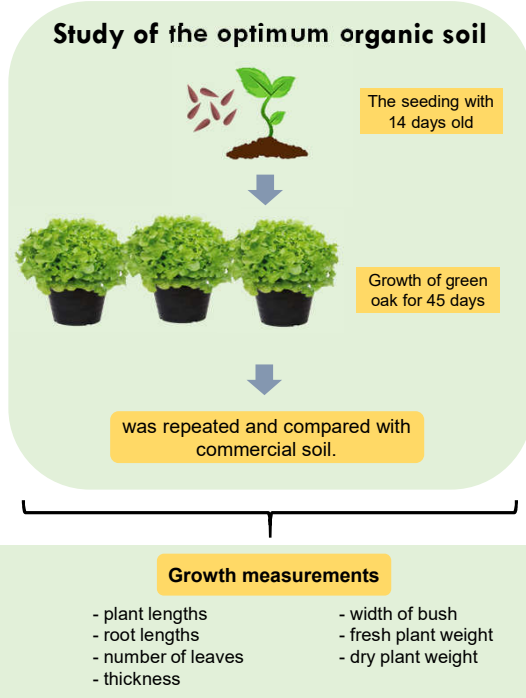 Study of the optimum organic soil
The seeding with
14 days old
Growth of green
oak for 45 days
was repeated and compared with
commercial soil.
Growth measurements
- plant lengths
- root lengths
- number of leaves
- thickness
- width of bush
- fresh plant weight
- dry plant weight